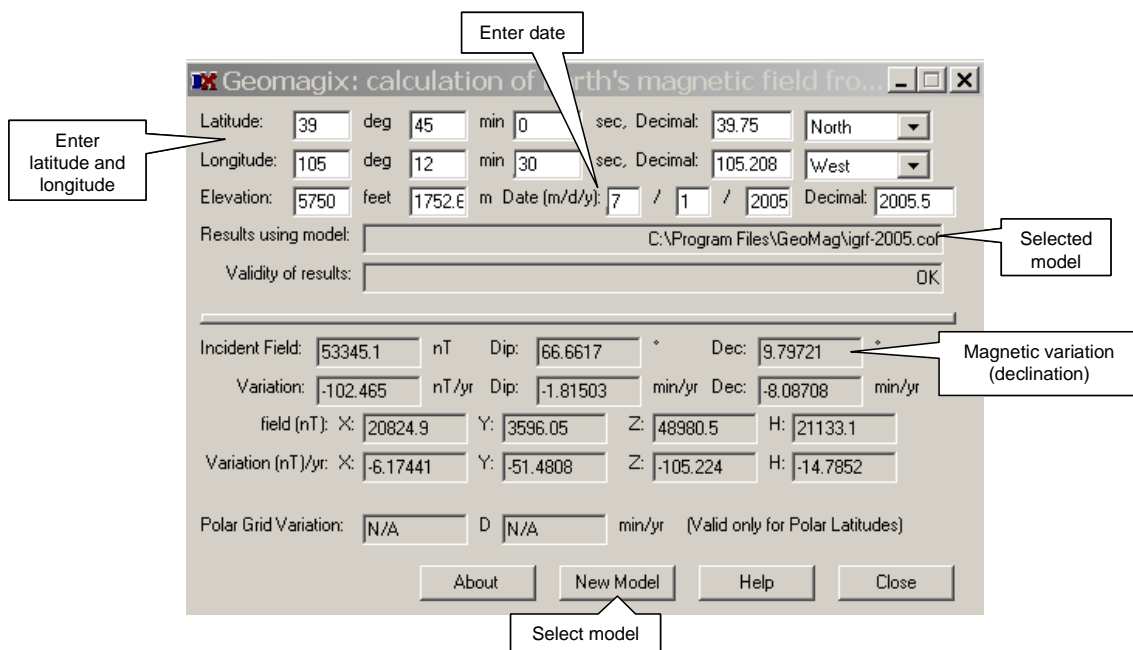 Enter date
Geomagix: calculation of rth's magnetic field fro...
Enter
latitude and
longitude
Latitude: 39 deg 45 min 0 sec, Decimal: 39.75 North
Longitude: 105 deg 12 min 30 sec, Decimal: 105.208 West
Elevation: 5750 feet 1752.6 m Date (m/d/y): 7 / 1 / 2005 Decimal: 2005.5
Results using model: C:\Program Files\GeoMag\igrf-2005.cof
Selected
model
Validity of results: OK
Incident Field: 53345.1 nT Dip: 66.6617 ° Dec: 9.79721 °
Magnetic variation
(declination)
Variation: -102.465 nT/yr Dip: -1.81503 min/yr Dec: -8.08708 min/yr
field (nT): X: 20824.9 Y: 3596.05 Z: 48980.5 H: 21133.1
Variation (nT)/yr: X: -6.17441 Y: -51.4808 Z: -105.224 H: -14.7852
Polar Grid Variation: N/A D N/A min/yr (Valid only for Polar Latitudes)
About New Model Help Close
Select model